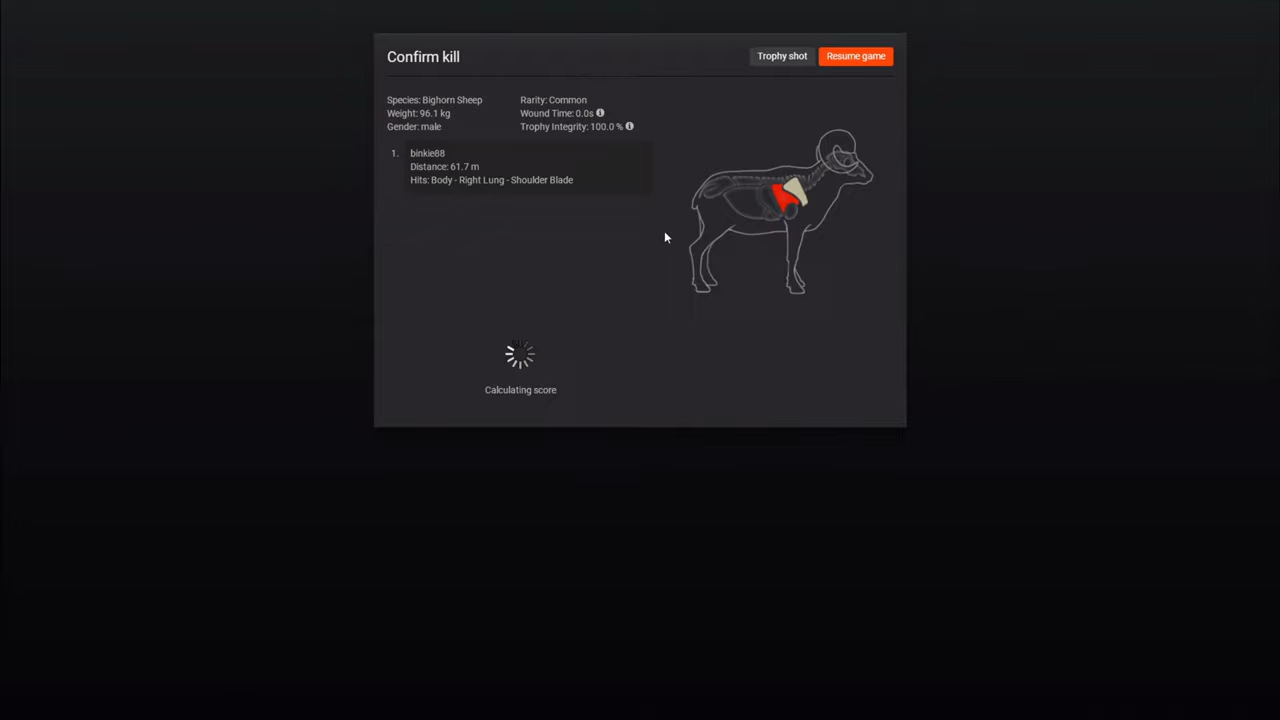 Confirm kill
Trophy shot
Resume game
Species: Bighorn Sheep
Rarity: Common
Weight: 96.1 kg
Wound Time: 0.0s
Gender: male
Trophy Integrity: 100.0 %
1. binkie88
Distance: 61.7 m
Hits: Body - Right Lung - Shoulder Blade
Calculating score